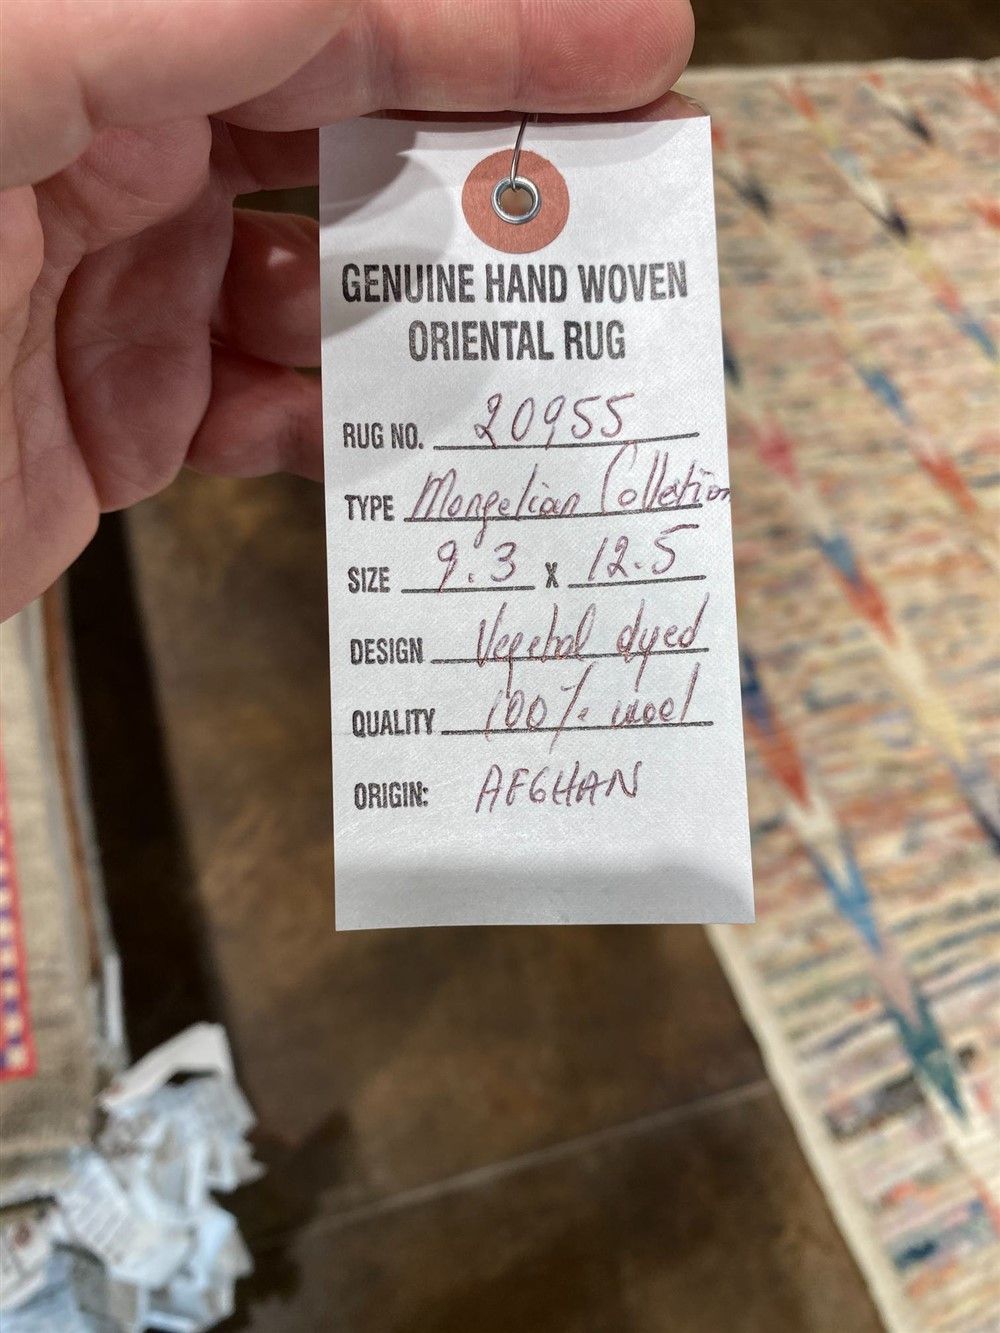 GENUINE HAND WOVEN
ORIENTAL RUG
RUG NO. 20955
TYPE Mongelian Collection
SIZE 9.3 x 12.5
DESIGN Vegetal dyed
QUALITY 100% wool
ORIGIN: AFGHAN